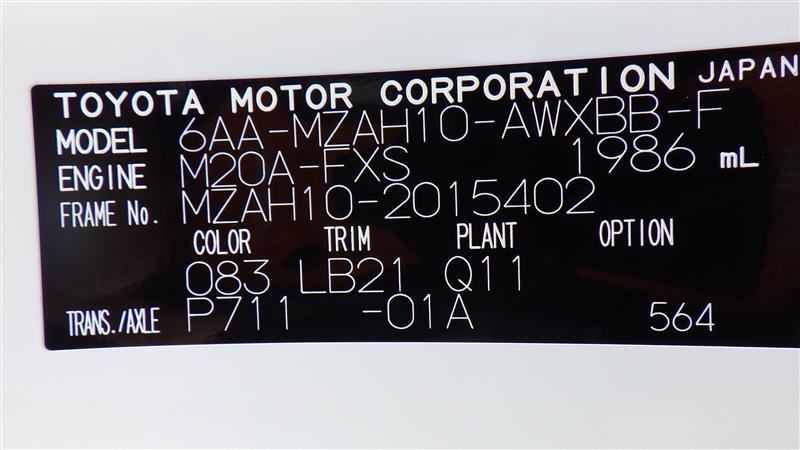 TOYOTA MOTOR CORPORATION JAPAN
MODEL 6AA-MZAH10-AWXBB-F
ENGINE M20A-FXS 1986 mL
FRAME No. MZAH10-2015402
COLOR TRIM PLANT OPTION
083 LB21 Q11
TRANS./AXLE P711 -01A 564